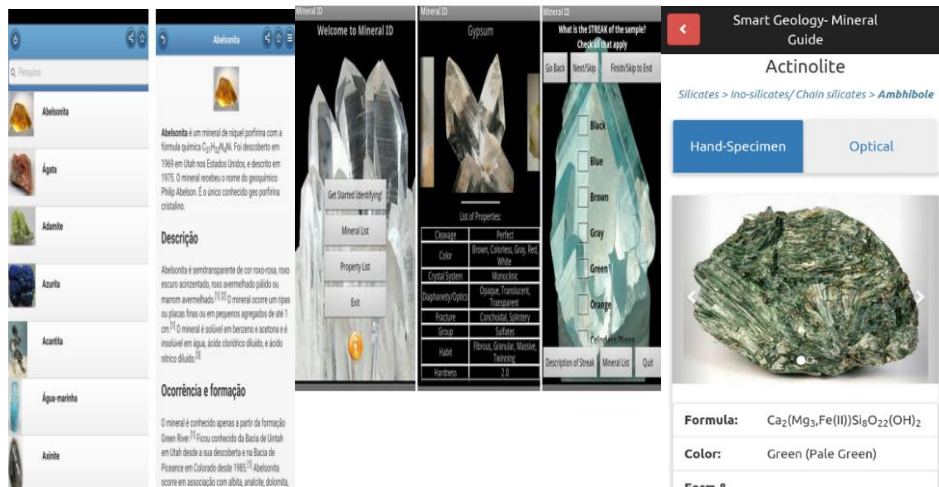 Pesquisa
Abelsonita
Ágata
Adamite
Azurita
Acantita
Água-marinha
Axinite
Abelsonita
Abelsonita é um mineral de níquel porfirina com a
fórmula química C₃₁H₃₂N₄Ni. Foi descoberto em
1969 em Utah nos Estados Unidos, e descrito em
1975. O mineral recebeu o nome do geoquímico
Philip Abelson. É o único conhecido ges porfirina
cristalino.
Descrição
Abelsonita é semitransparente de cor roxo-rosa, roxo
escuro acinzentado, roxo avermelhado pálido ou
marrom avermelhado.[1] [2] O mineral ocorre um ripas
ou placas finas ou em pequenos agregados de até 1
cm.[1] O mineral é solúvel em benzeno e acetona e é
insolúvel em água, ácido clorídrico diluído, e ácido
nítrico diluído.[3]
Ocorrência e formação
O mineral é conhecido apenas a partir da formação
Green River.[1] Ficou conhecido da Bacia de Uintah
em Utah desde a sua descoberta e na Bacia de
Piceance em Colorado desde 1985.[1] Abelsonita
ocorre em associação com albita, analcite, dolomita,
Mineral ID
Welcome to Mineral ID
Get Started Identifying!
Mineral List
Property List
Exit
?
Mineral ID
Gypsum
List of Properties:
Cleavage Perfect
Color Brown, Colorless, Gray, Red,
White
Crystal System Monoclinic
Diapheneity/Optics Opaque, Translucent,
Transparent
Fracture Conchoidal, Splintery
Group Sulfates
Habit Fibrous, Granular, Massive,
Twinning
Hardness 2.0
Mineral ID
What is the STREAK of the sample?
Check all that apply
Go Back Next/Skip Finish/Skip to End
Black
Blue
Brown
Gray
Green
Orange
Colorless/None
Description of Streak Mineral List Quit
Smart Geology- Mineral
Guide
Actinolite
Silicates > Ino-silicates/ Chain silicates > Ambhibole
Hand-Specimen Optical
Formula: Ca₂(Mg₃,Fe(II))Si₈O₂₂(OH)₂
Color: Green (Pale Green)
Form &